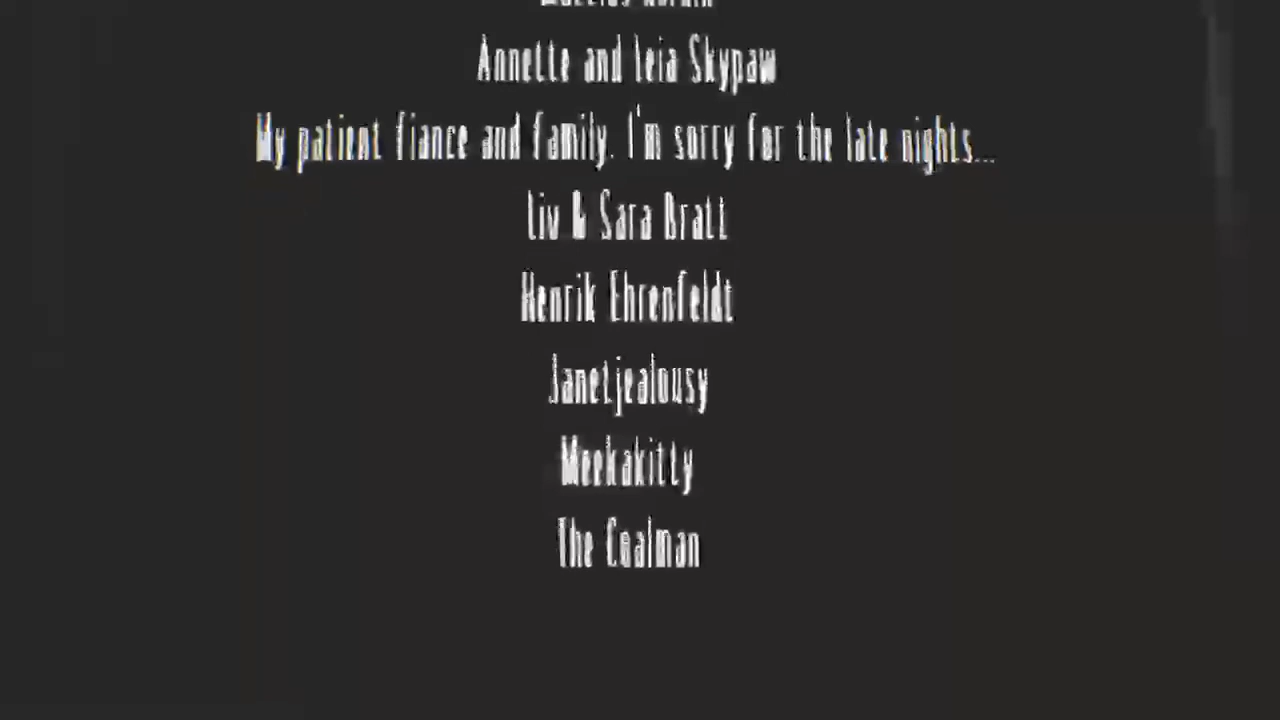 Annette and Leia Skypaw
My patient fiance and family. I'm sorry for the late nights...
Liv & Sara Bratt
Henrik Ehrenfeldt
Janetjealousy
Meekakitty
The Coalman